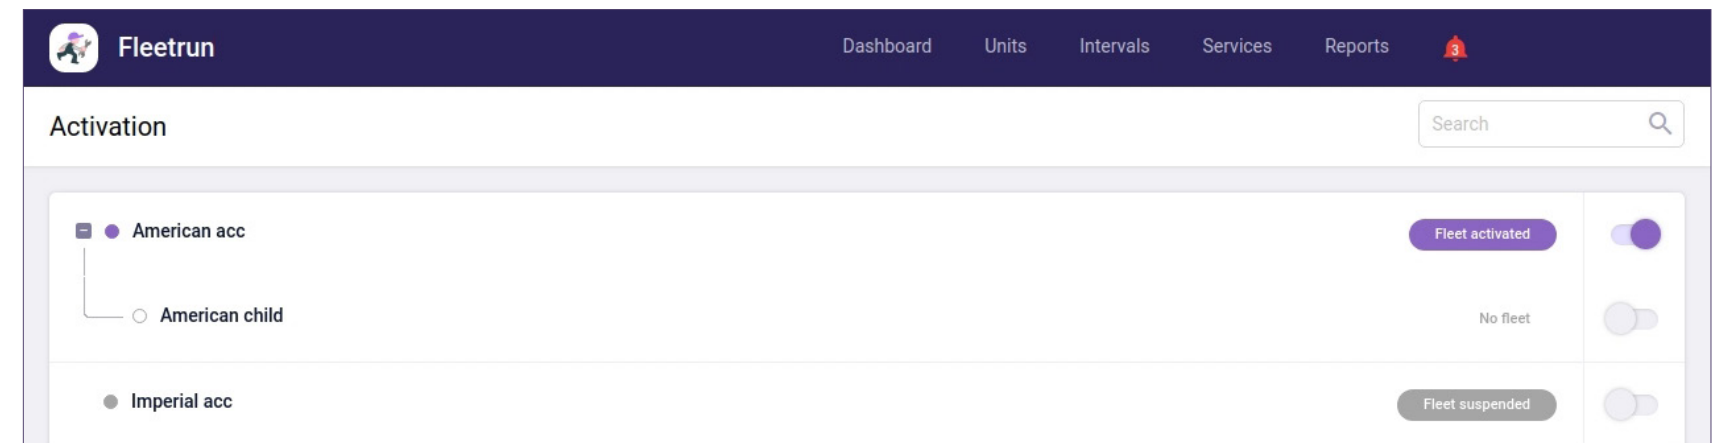 Fleetrun Dashboard Units Intervals Services Reports 3
Activation Search
American acc Fleet activated
American child No fleet
Imperial acc Fleet suspended